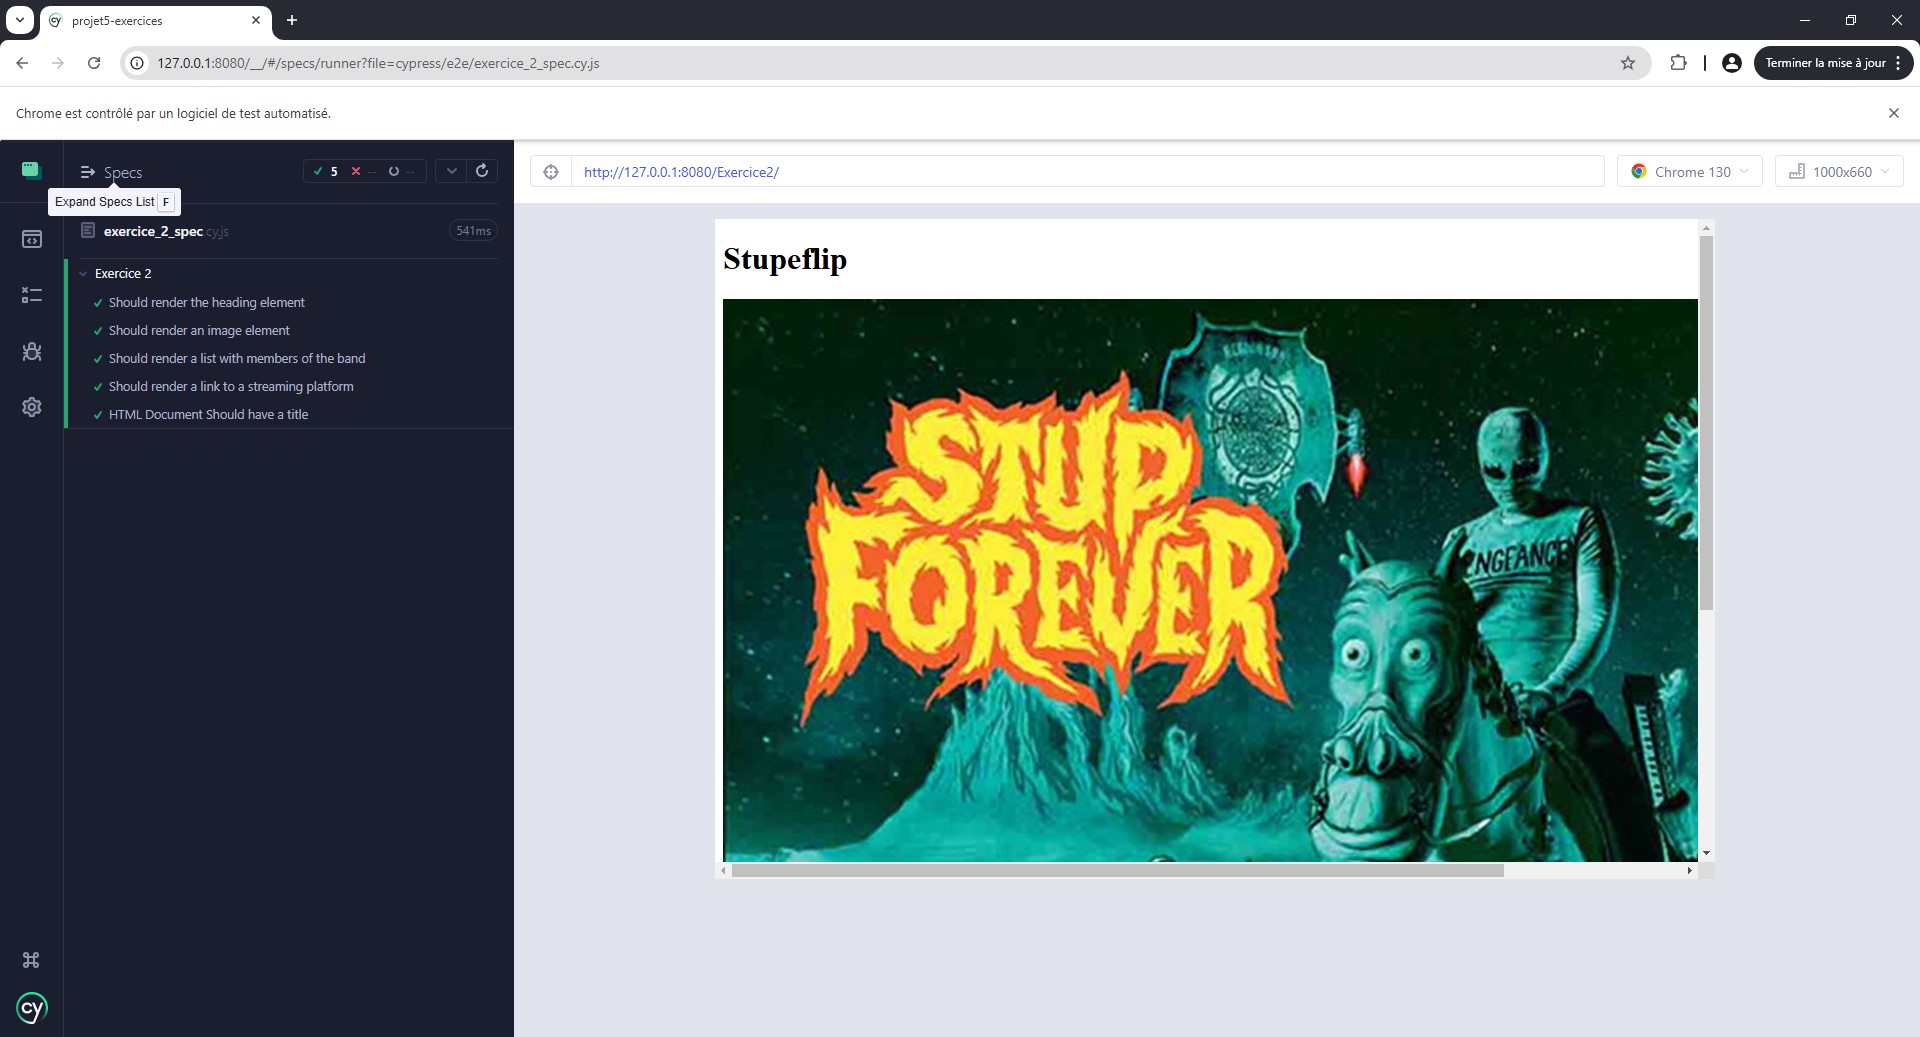 projet5-exercices
127.0.0.1:8080/__/#/specs/runner?file=cypress/e2e/exercice_2_spec.cy.js
Terminer la mise à jour
Chrome est contrôlé par un logiciel de test automatisé.
Specs
5 -- --
Expand Specs List F
http://127.0.0.1:8080/Exercice2/
Chrome 130
1000x660
exercice_2_spec.cy.js
541ms
Exercice 2
Should render the heading element
Should render an image element
Should render a list with members of the band
Should render a link to a streaming platform
HTML Document Should have a title
Stupeflip
STUP
FOREVER
NGEANCE
cy